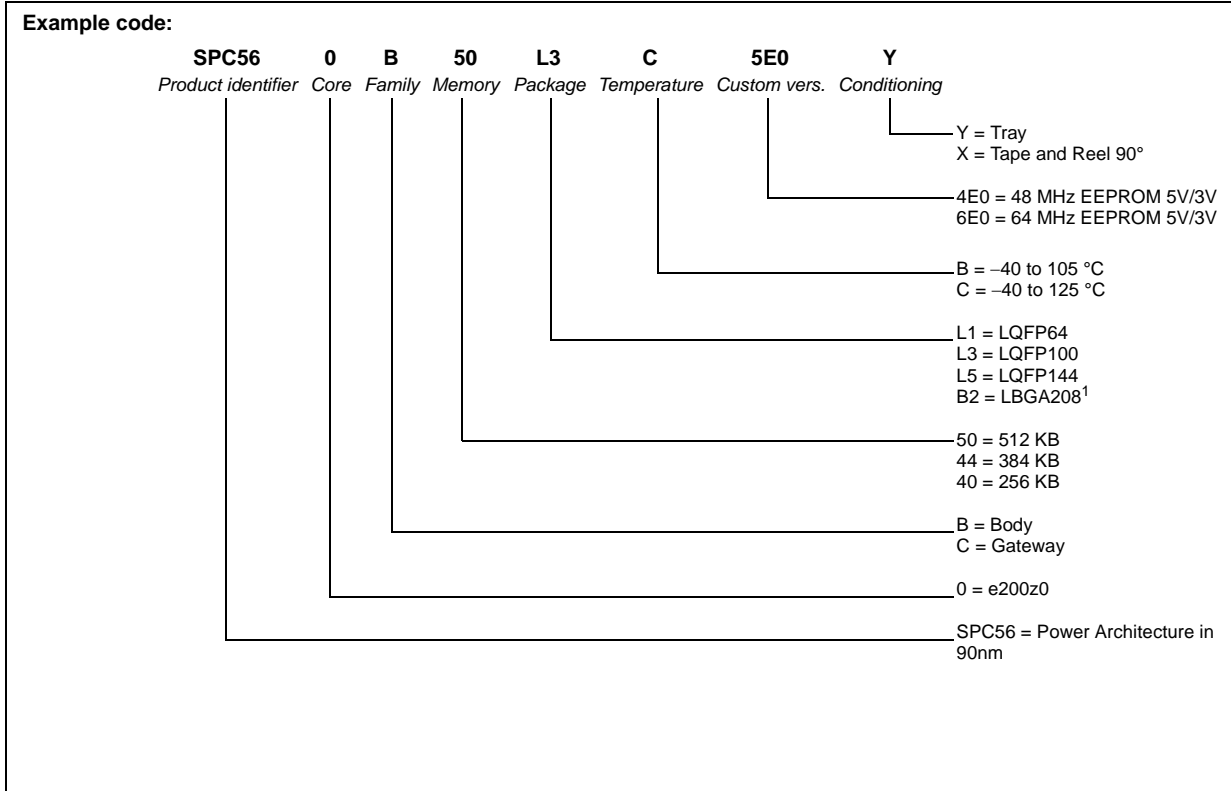 Example code:
SPC56 0 B 50 L3 C 5E0 Y
Product identifier Core Family Memory Package Temperature Custom vers. Conditioning
Y = Tray
X = Tape and Reel 90°
4E0 = 48 MHz EEPROM 5V/3V
6E0 = 64 MHz EEPROM 5V/3V
B = −40 to 105 °C
C = −40 to 125 °C
L1 = LQFP64
L3 = LQFP100
L5 = LQFP144
B2 = LBGA208¹
50 = 512 KB
44 = 384 KB
40 = 256 KB
B = Body
C = Gateway
0 = e200z0
SPC56 = Power Architecture in
90nm